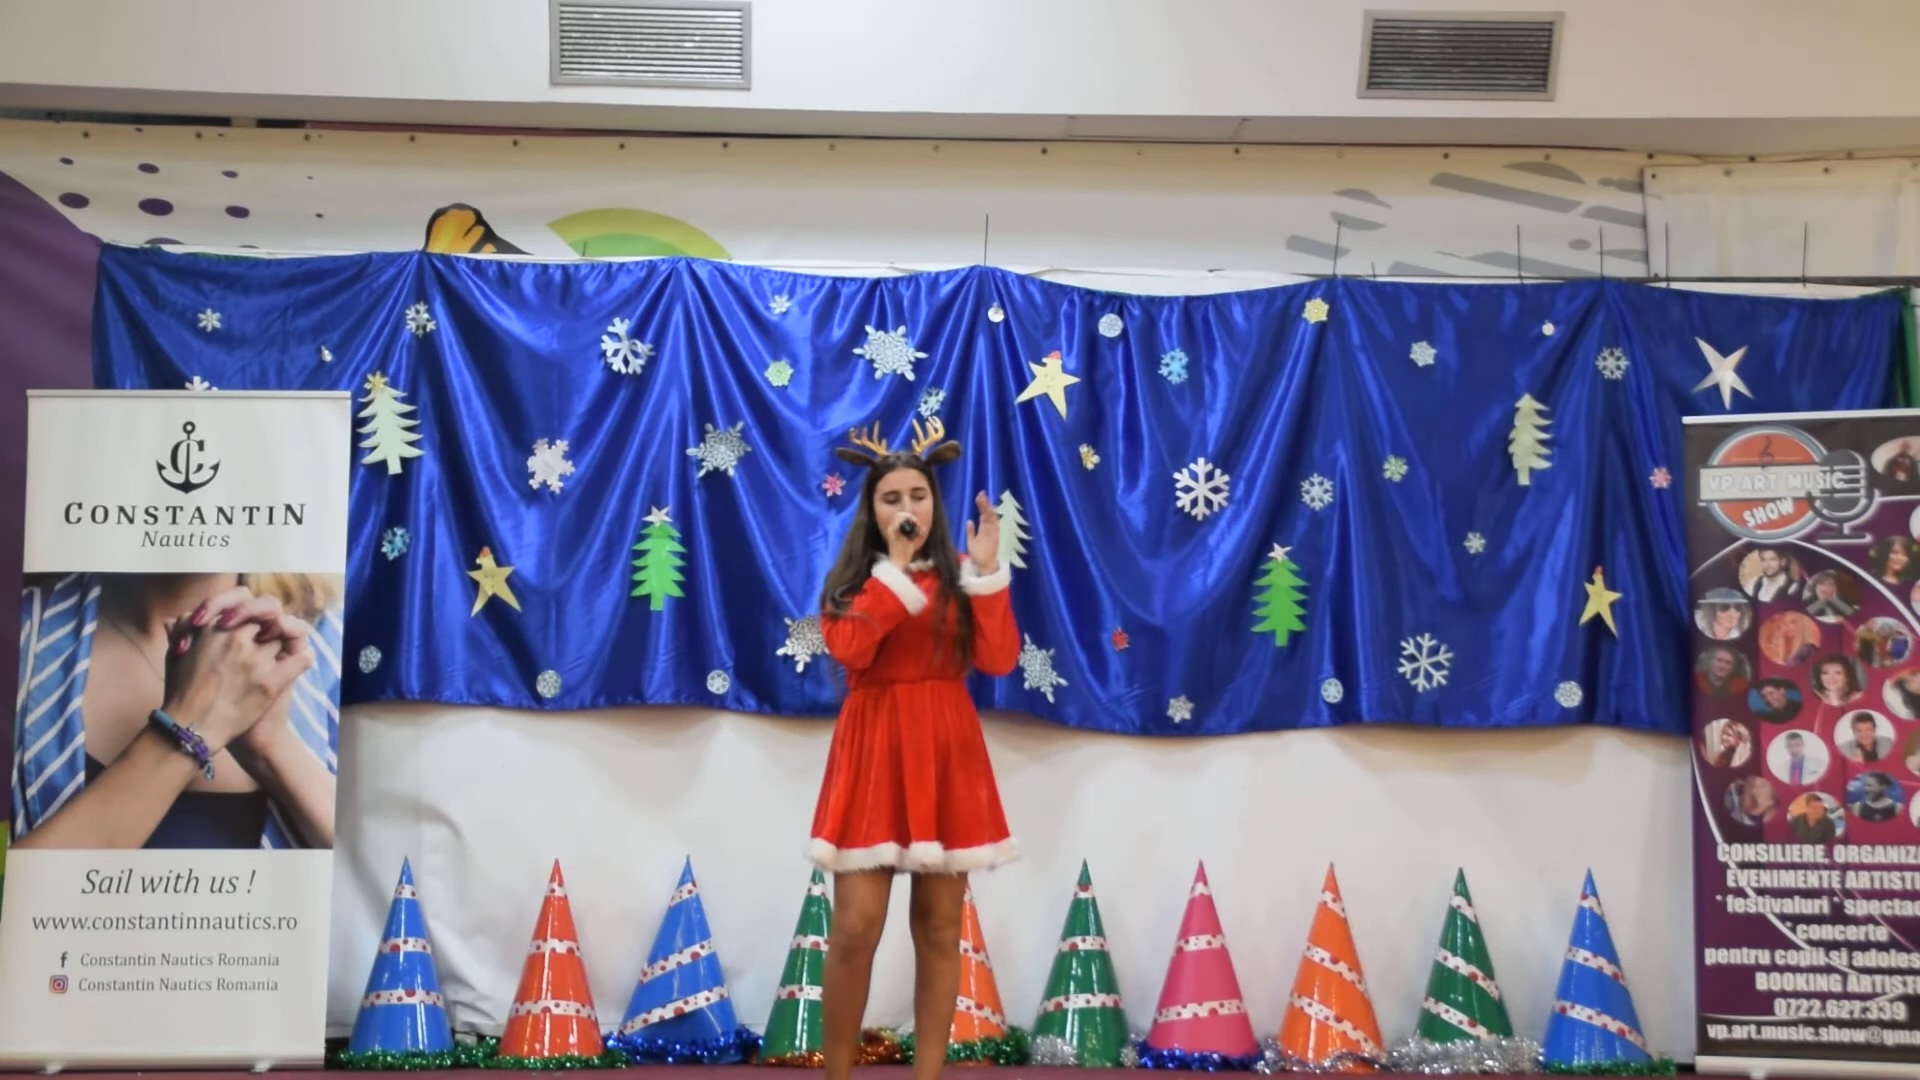 CONSTANTIN
Nautics
Sail with us !
www.constantinnautics.ro
Constantin Nautics Romania
Constantin Nautics Romania
VP ART MUSIC
SHOW
CONSILIERE, ORGANIZA
EVENIMENTE ARTISTI
* festivaluri * spectac
* concerte
pentru copii si adoles
BOOKING ARTIST
0722.627.339
vp.art.music.show@gma